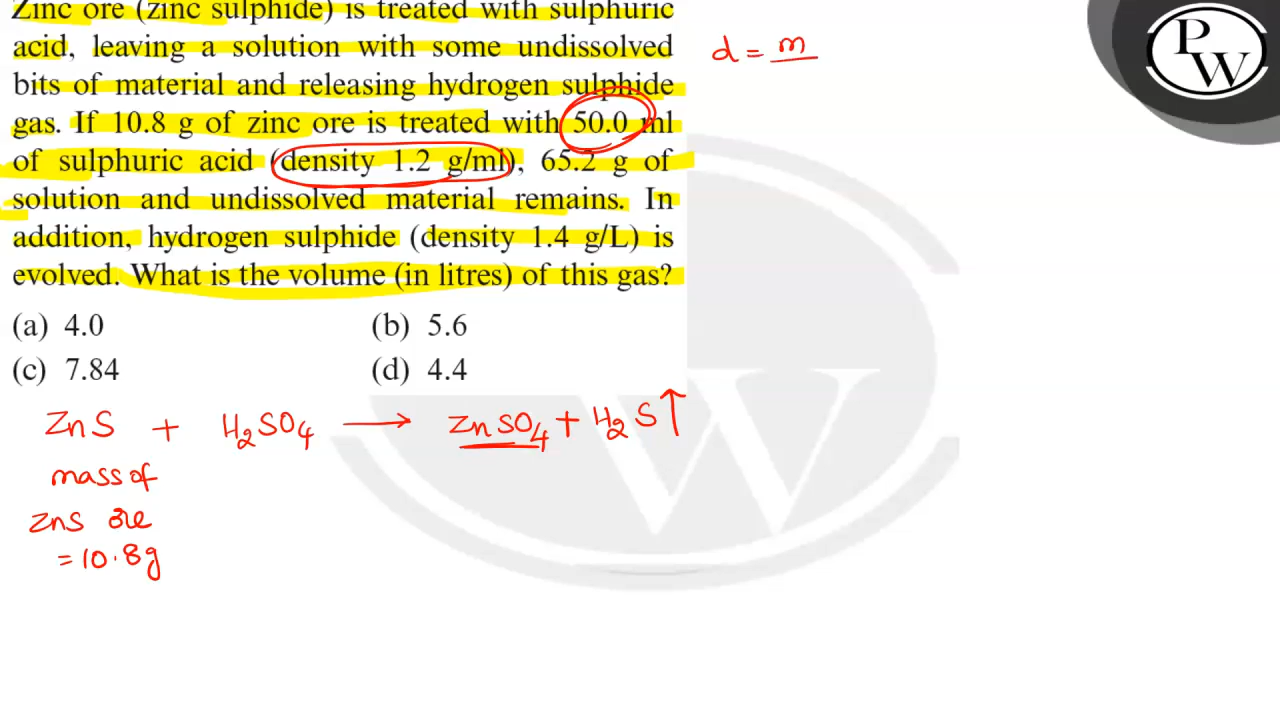 Zinc ore (zinc sulphide) is treated with sulphuric
acid, leaving a solution with some undissolved
bits of material and releasing hydrogen sulphide
gas. If 10.8 g of zinc ore is treated with 50.0 ml
of sulphuric acid (density 1.2 g/ml), 65.2 g of
solution and undissolved material remains. In
addition, hydrogen sulphide (density 1.4 g/L) is
evolved. What is the volume (in litres) of this gas?
(a) 4.0 (b) 5.6
(c) 7.84 (d) 4.4
d = m
PW
ZnS + H₂SO₄ → ZnSO₄ + H₂S↑
mass of
ZnS ore
= 10.8g